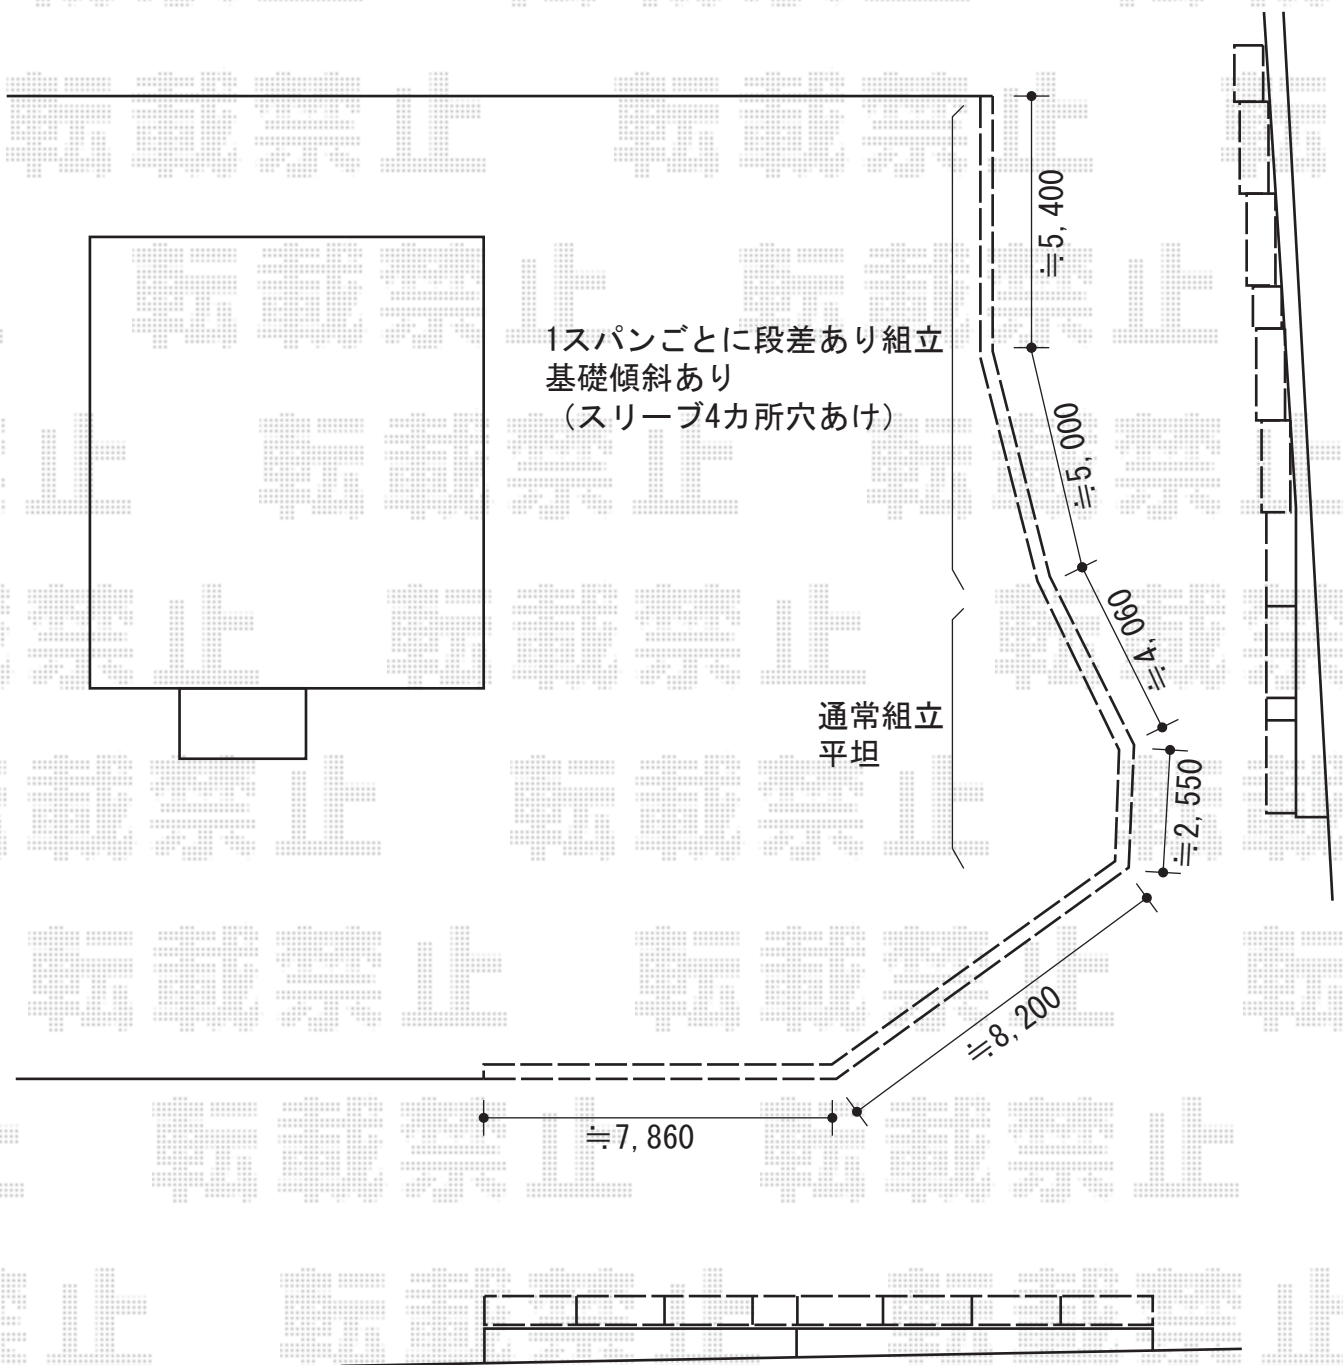 ≒5,400
1スパンごとに段差あり組立
基礎傾斜あり
（スリーブ4カ所穴あけ）
≒5,000
≒4,060
通常組立
平坦
≒2,550
≒8,200
≒7,860
転載禁止